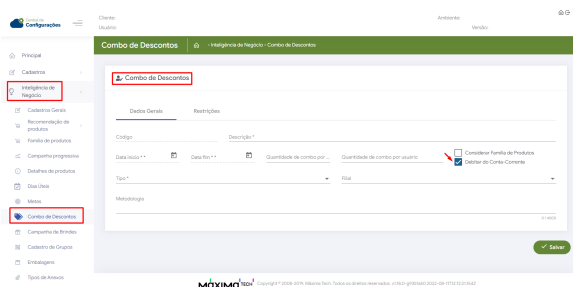 Central de
Configurações
Cliente:
Usuário:
Ambiente:
Versão:
Combo de Descontos
- Inteligência de Negócio - Combo de Descontos
Principal
Cadastros
Inteligência de
Negócio
Cadastros Gerais
Recomendação de
produtos
Família de produtos
Campanha progressiva
Detalhes de produtos
Dias Úteis
Metas
Combo de Descontos
Campanha de Brindes
Cadastro de Grupos
Embalagens
Tipos de Anexos
Combo de Descontos
Dados Gerais
Restrições
Código
Descrição *
Data início * *
Data fim * *
Quantidade de combo por ...
Quantidade de combo por usuário
Considerar Família de Produtos
Debitar do Conta-Corrente
Tipo *
Filial
Metodologia
Salvar
MÁXIMA TECH